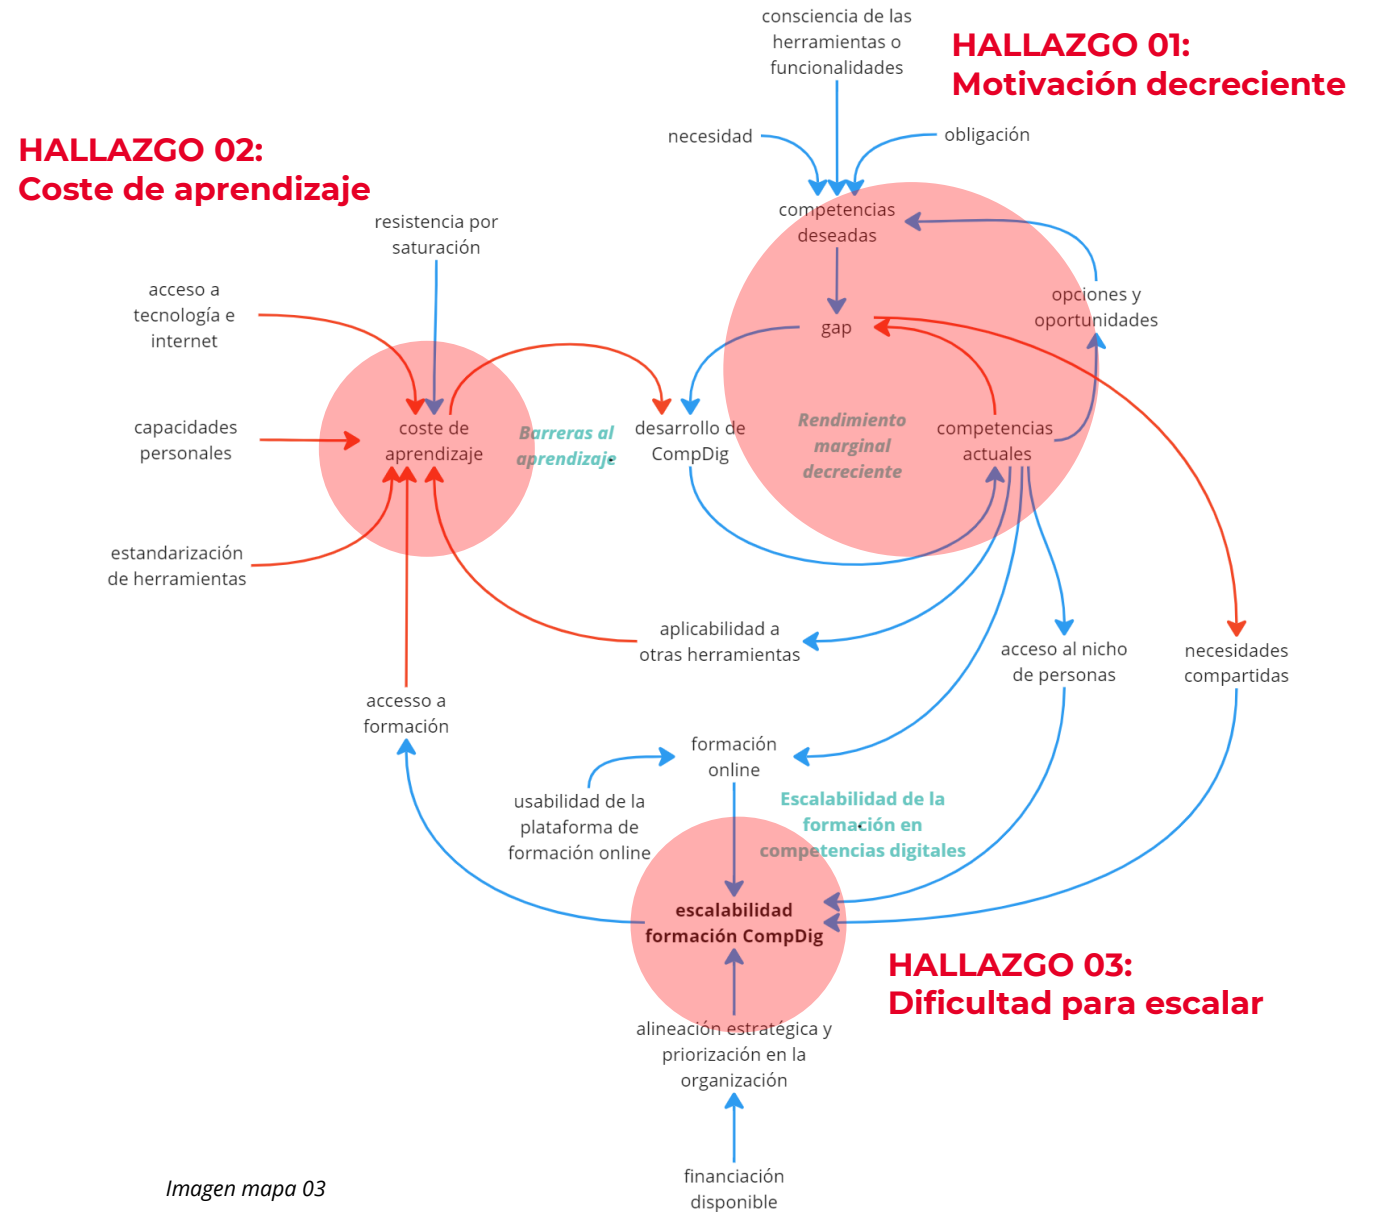 consciencia de las
herramientas o
funcionalidades
HALLAZGO 01:
Motivación decreciente
necesidad
obligación
HALLAZGO 02:
Coste de aprendizaje
competencias
deseadas
resistencia por
saturación
acceso a
tecnología e
internet
opciones y
oportunidades
gap
capacidades
personales
coste de
aprendizaje
Barreras al
aprendizaje
desarrollo de
CompDig
Rendimiento
marginal
decreciente
competencias
actuales
estandarización
de herramientas
aplicabilidad a
otras herramientas
acceso al nicho
de personas
necesidades
compartidas
accesso a
formación
formación
online
usabilidad de la
plataforma de
formación online
Escalabilidad de la
formación en
competencias digitales
escalabilidad
formación CompDig
HALLAZGO 03:
Dificultad para escalar
alineación estratégica y
priorización en la
organización
financiación
disponible
Imagen mapa 03